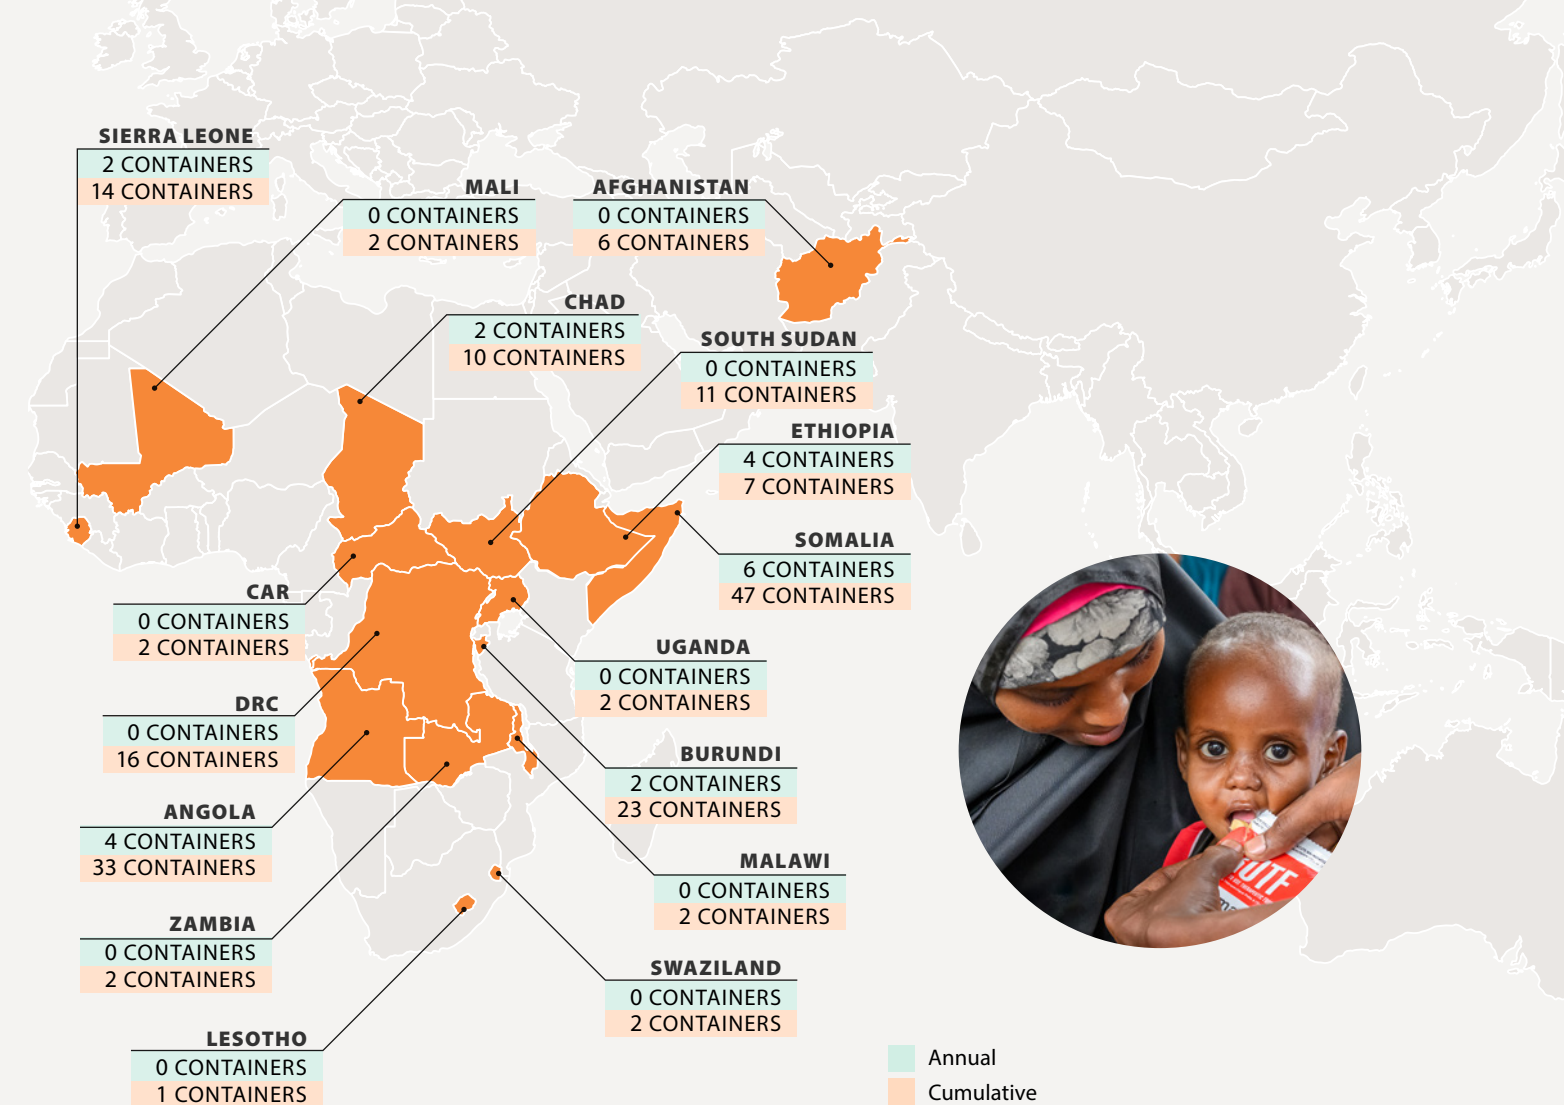 SIERRA LEONE
2 CONTAINERS
14 CONTAINERS
MALI
0 CONTAINERS
2 CONTAINERS
AFGHANISTAN
0 CONTAINERS
6 CONTAINERS
CHAD
2 CONTAINERS
10 CONTAINERS
SOUTH SUDAN
0 CONTAINERS
11 CONTAINERS
ETHIOPIA
4 CONTAINERS
7 CONTAINERS
SOMALIA
6 CONTAINERS
47 CONTAINERS
CAR
0 CONTAINERS
2 CONTAINERS
UGANDA
0 CONTAINERS
2 CONTAINERS
DRC
0 CONTAINERS
16 CONTAINERS
BURUNDI
2 CONTAINERS
23 CONTAINERS
ANGOLA
4 CONTAINERS
33 CONTAINERS
MALAWI
0 CONTAINERS
2 CONTAINERS
ZAMBIA
0 CONTAINERS
2 CONTAINERS
SWAZILAND
0 CONTAINERS
2 CONTAINERS
LESOTHO
0 CONTAINERS
1 CONTAINERS
Annual
Cumulative